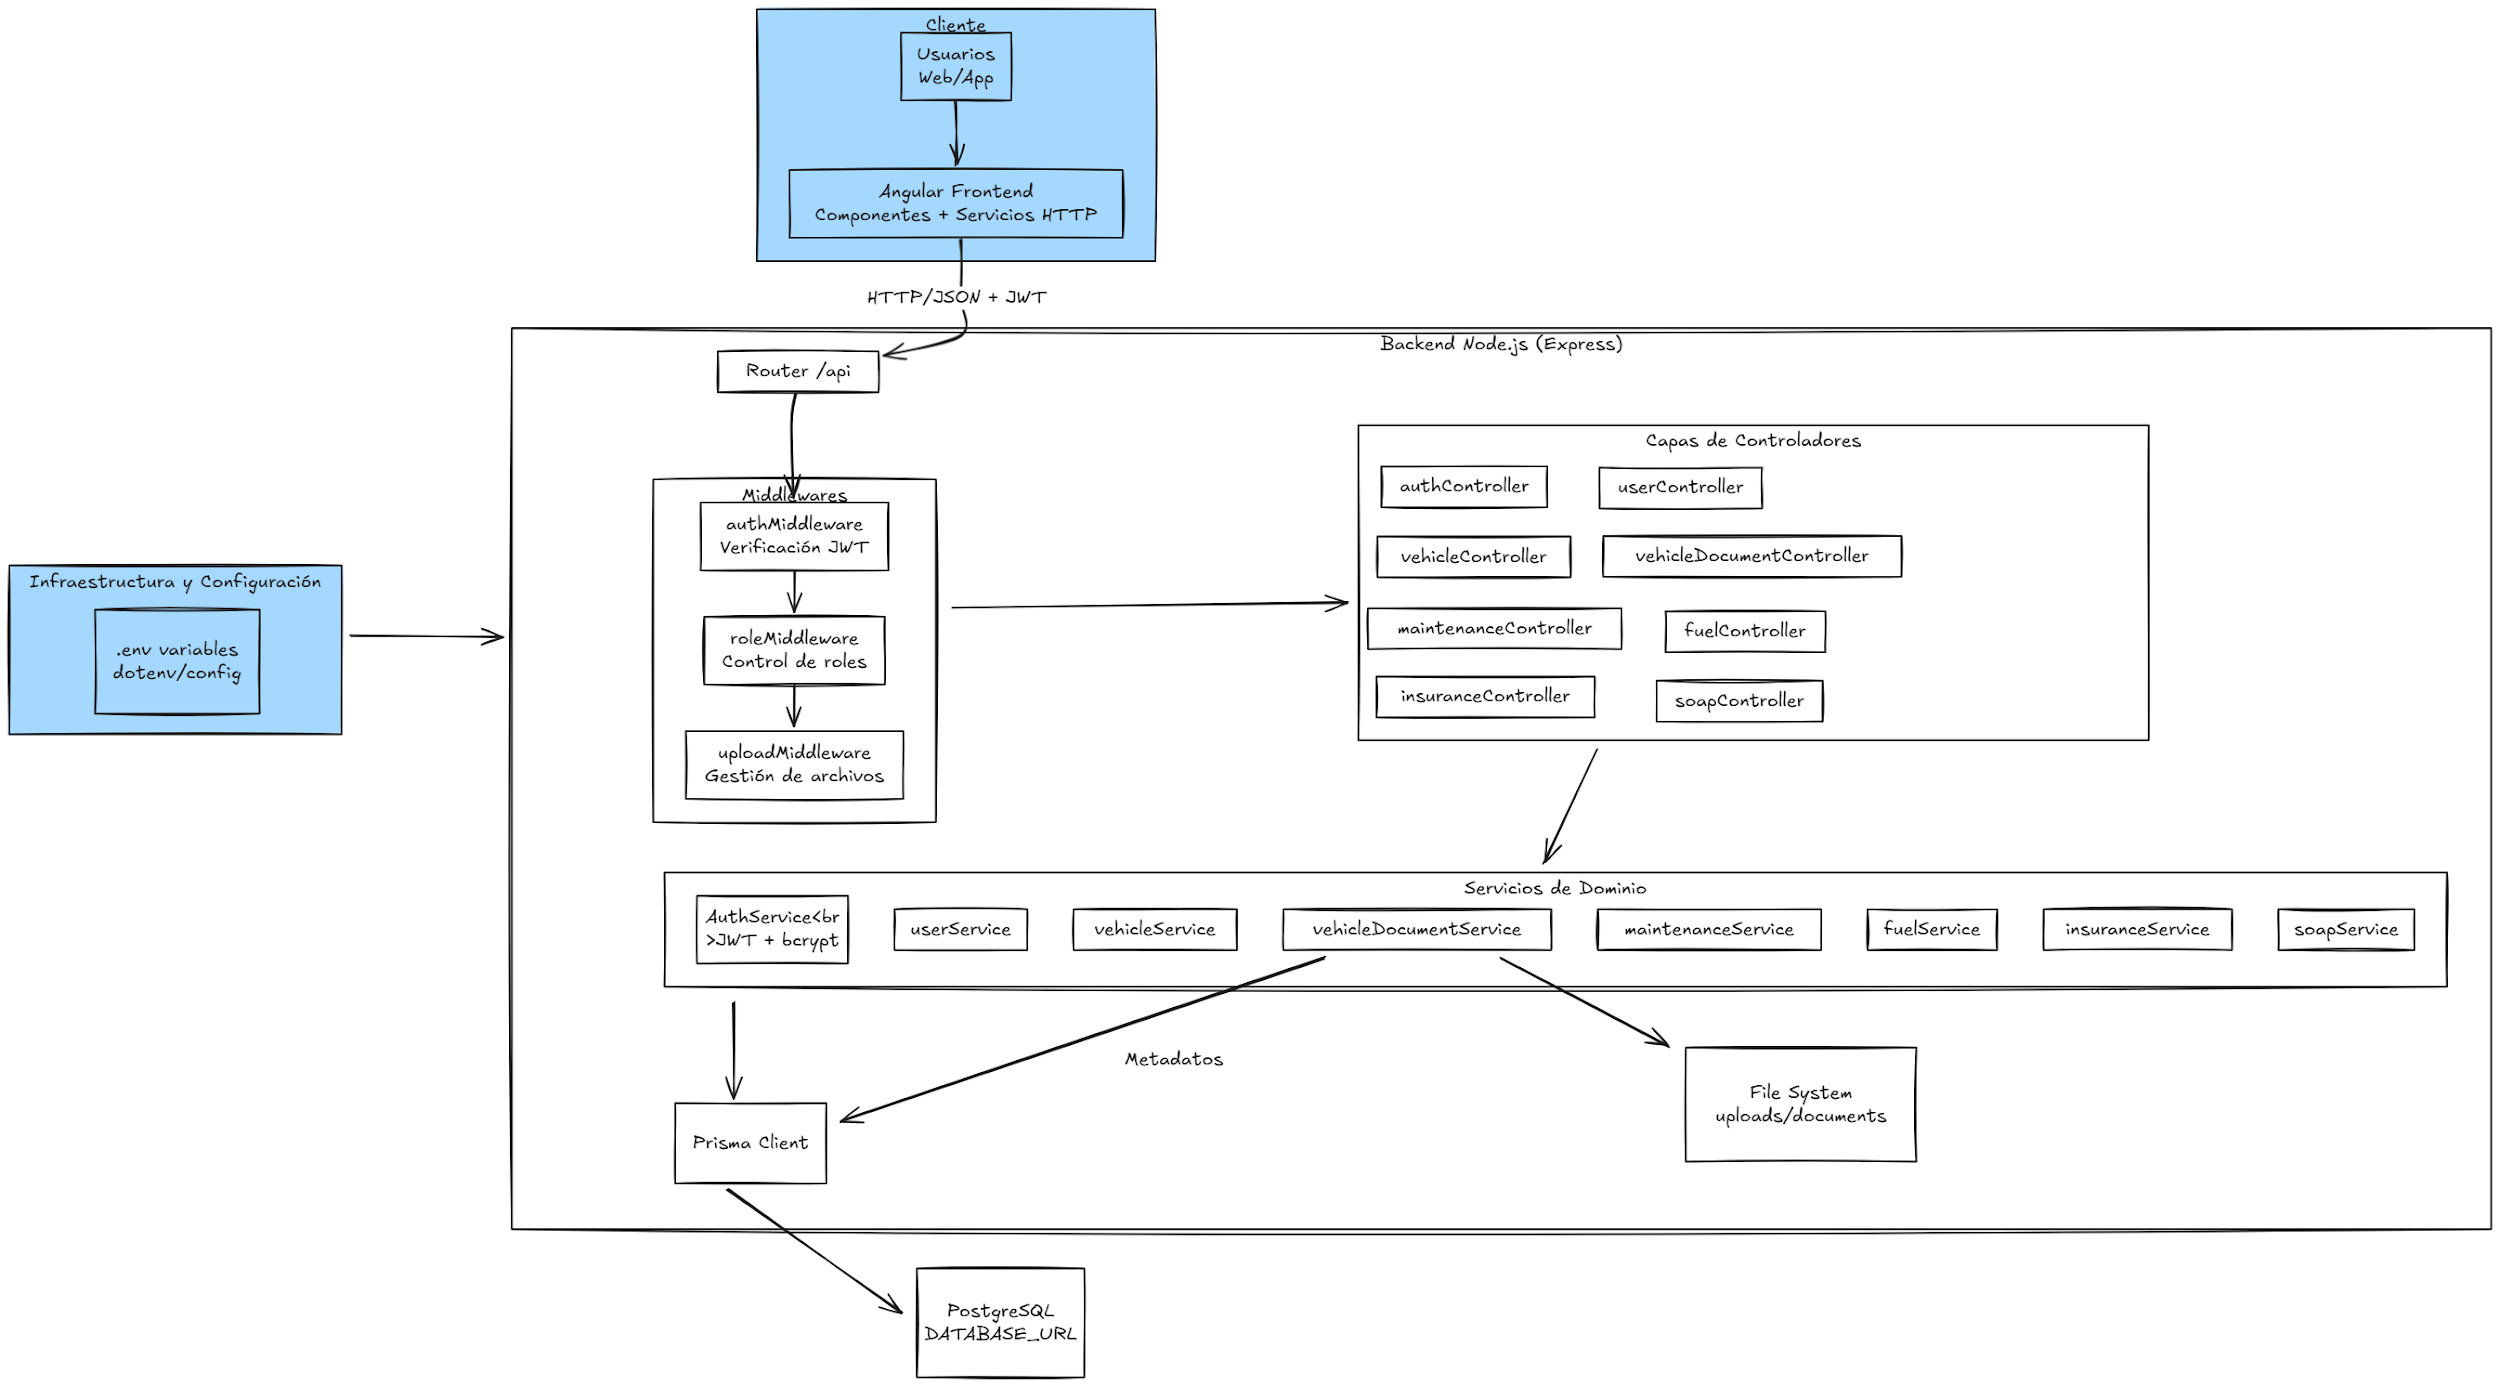 Cliente
Usuarios
Web/App
Angular Frontend
Componentes + Servicios HTTP
HTTP/JSON + JWT
Backend Node.js (Express)
Router /api
Middlewares
authMiddleware
Verificación JWT
roleMiddleware
Control de roles
uploadMiddleware
Gestión de archivos
Capas de Controladores
authController
userController
vehicleController
vehicleDocumentController
maintenanceController
fuelController
insuranceController
soapController
Infraestructura y Configuración
.env variables
dotenv/config
Servicios de Dominio
AuthService<br
>JWT + bcrypt
userService
vehicleService
vehicleDocumentService
maintenanceService
fuelService
insuranceService
soapService
Metadatos
File System
uploads/documents
Prisma Client
PostgreSQL
DATABASE_URL